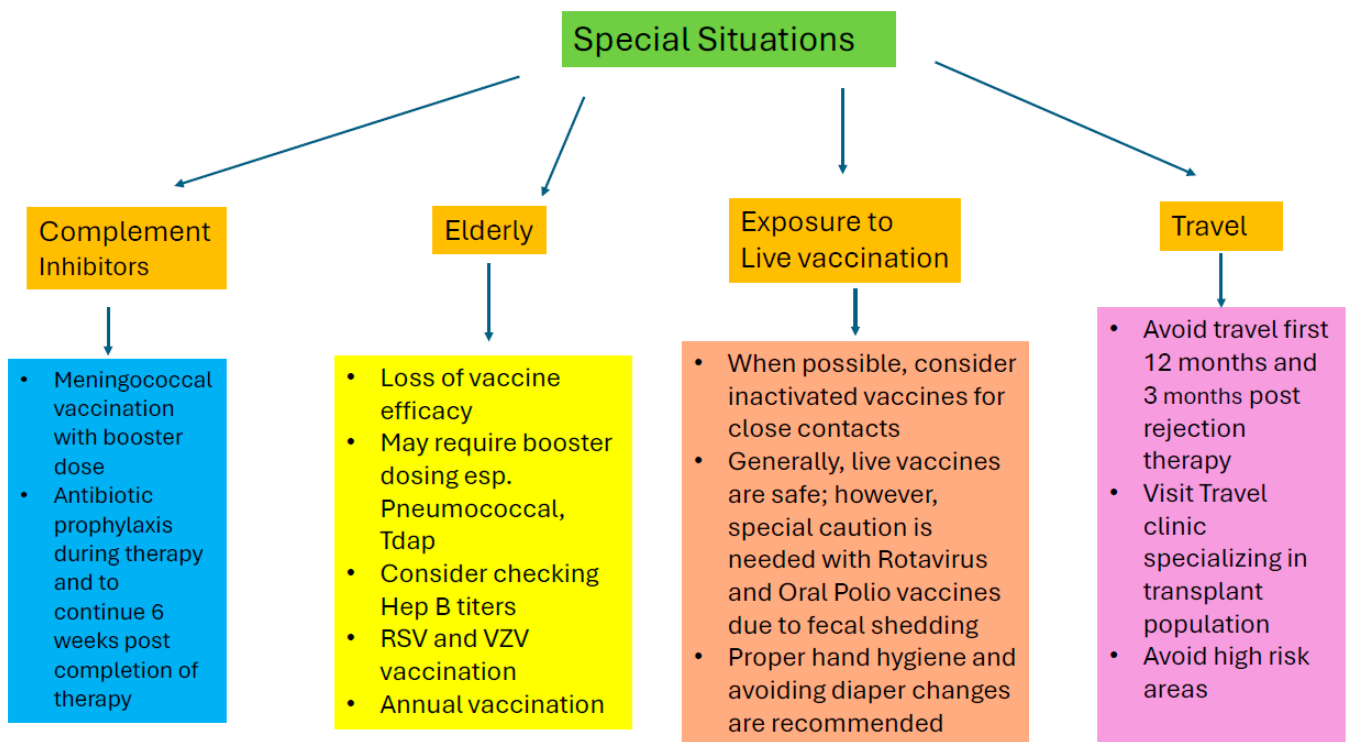 Special Situations
Complement
Inhibitors
• Meningococcal
vaccination
with booster
dose
• Antibiotic
prophylaxis
during therapy
and to
continue 6
weeks post
completion of
therapy
Elderly
• Loss of vaccine
efficacy
• May require booster
dosing esp.
Pneumococcal,
Tdap
• Consider checking
Hep B titers
• RSV and VZV
vaccination
• Annual vaccination
Exposure to
Live vaccination
• When possible, consider
inactivated vaccines for
close contacts
• Generally, live vaccines
are safe; however,
special caution is
needed with Rotavirus
and Oral Polio vaccines
due to fecal shedding
• Proper hand hygiene and
avoiding diaper changes
are recommended
Travel
• Avoid travel first
12 months and
3 months post
rejection
therapy
• Visit Travel
clinic
specializing in
transplant
population
• Avoid high risk
areas